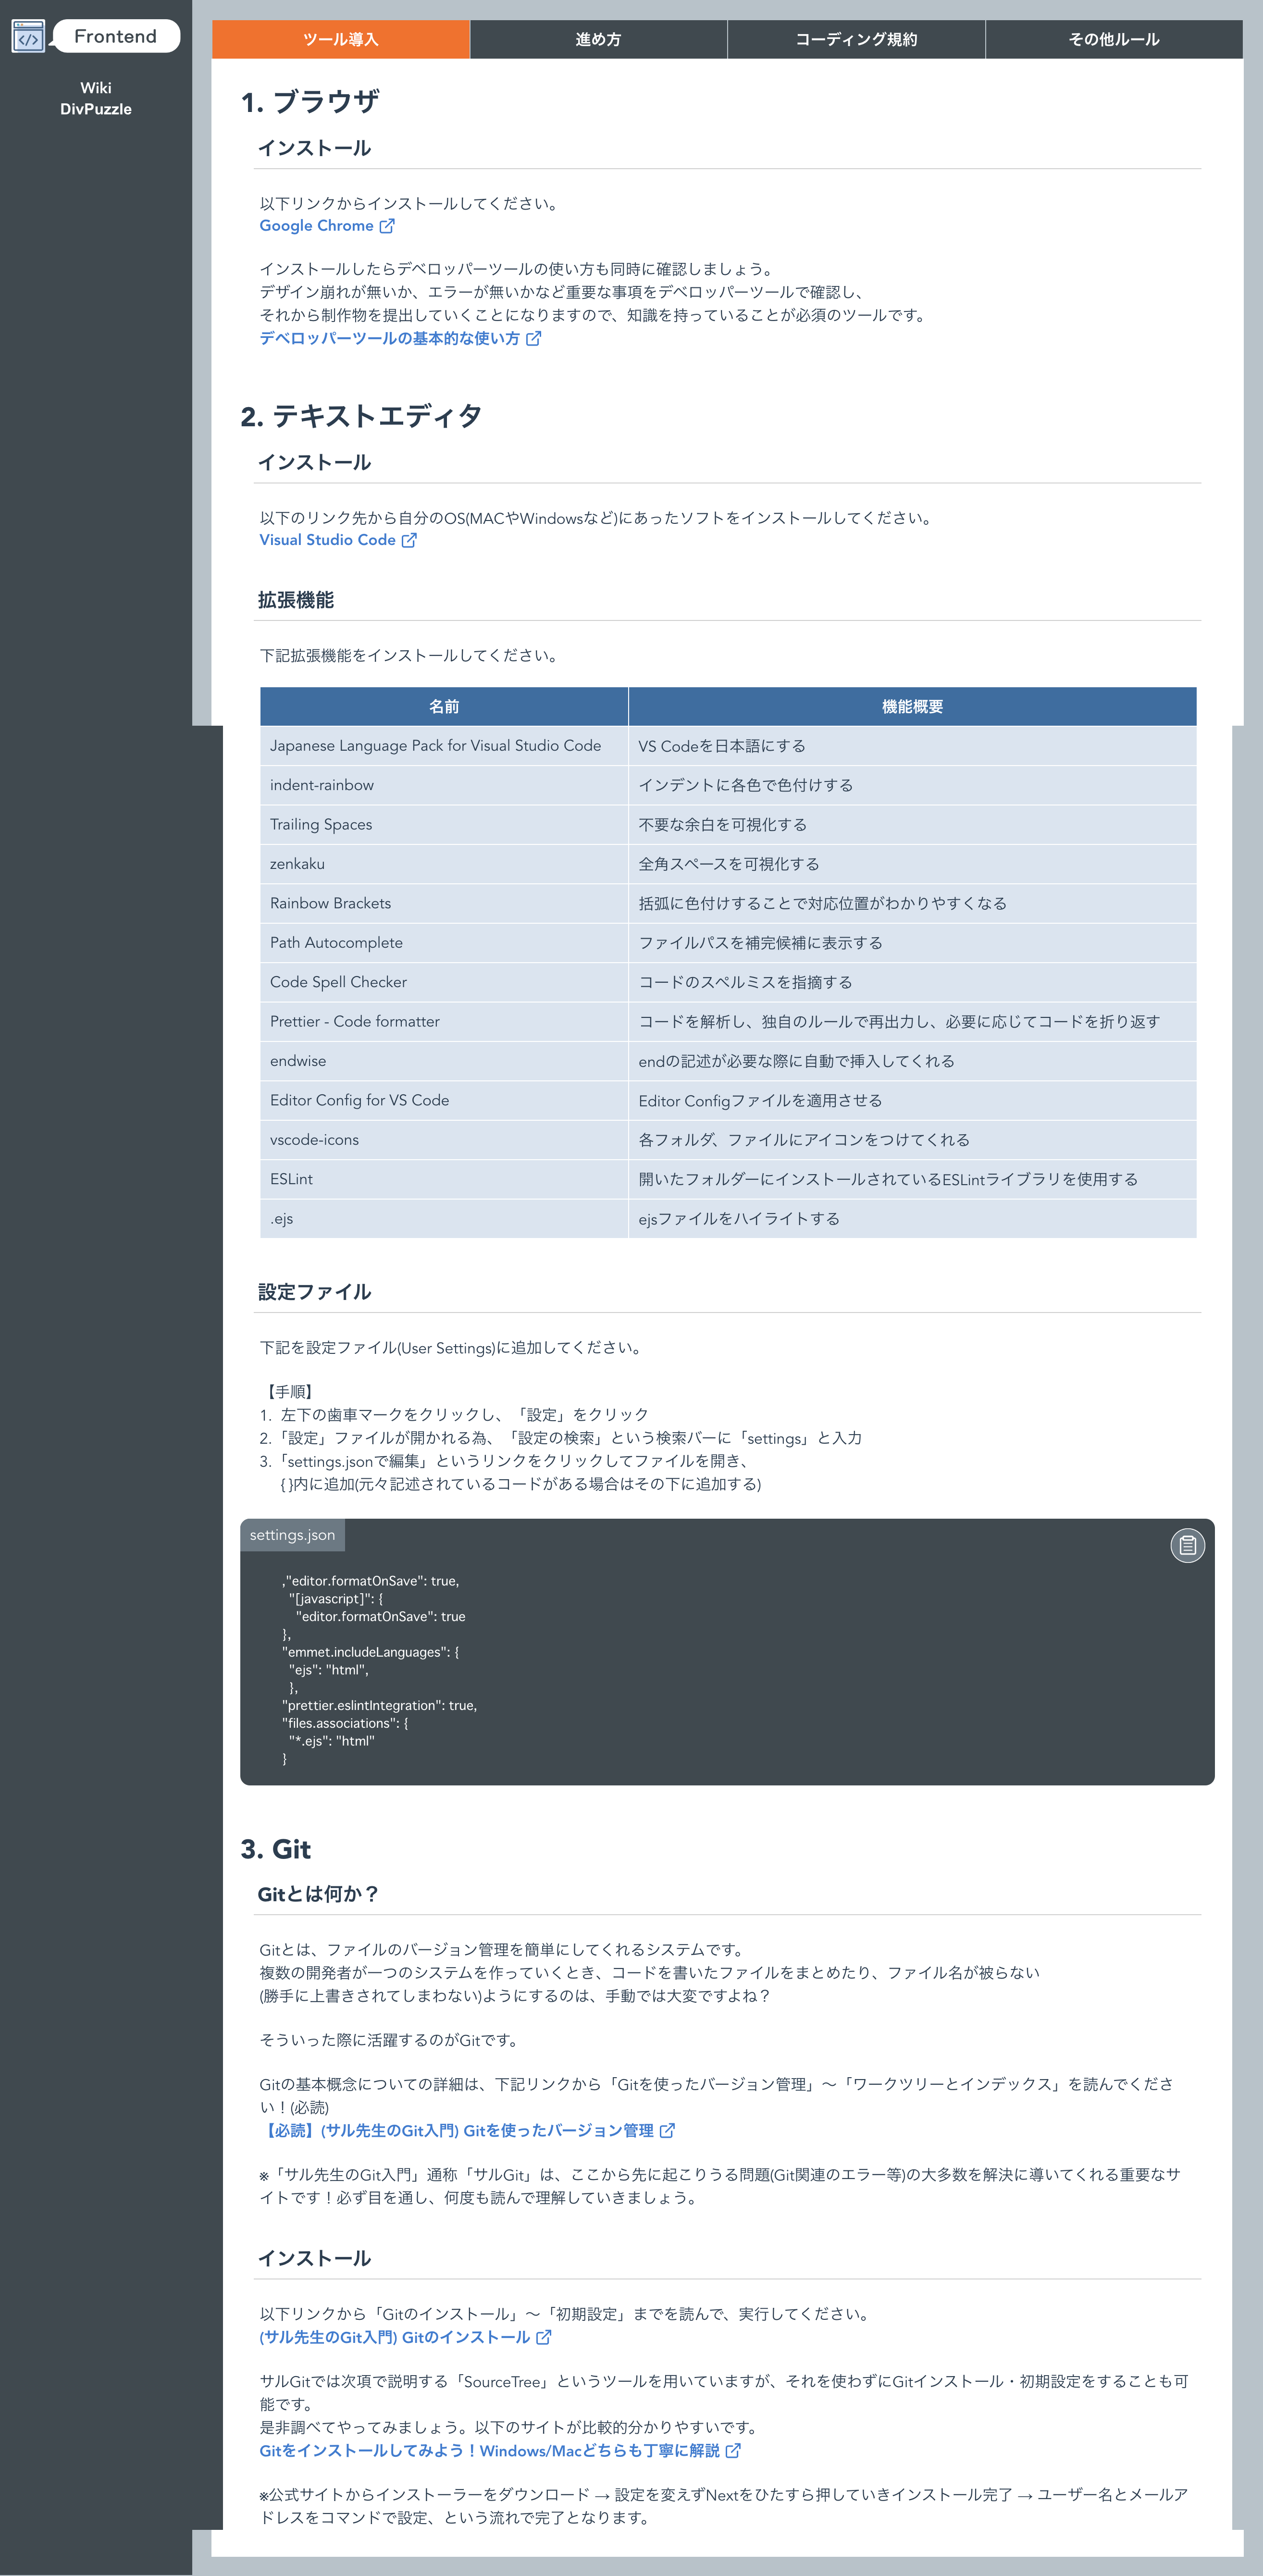 Frontend
Wiki
DivPuzzle
ツール導入
進め方
コーディング規約
その他ルール
1. ブラウザ
インストール
以下リンクからインストールしてください。
Google Chrome
インストールしたらデベロッパーツールの使い方も同時に確認しましょう。
デザイン崩れが無いか、エラーが無いかなど重要な事項をデベロッパーツールで確認し、
それから制作物を提出していくことになりますので、知識を持っていることが必須のツールです。
デベロッパーツールの基本的な使い方
2. テキストエディタ
インストール
以下のリンク先から自分のOS(MACやWindowsなど)にあったソフトをインストールしてください。
Visual Studio Code
拡張機能
下記拡張機能をインストールしてください。
名前 機能概要
Japanese Language Pack for Visual Studio Code VS Codeを日本語にする
indent-rainbow インデントに各色で色付けする
Trailing Spaces 不要な余白を可視化する
zenkaku 全角スペースを可視化する
Rainbow Brackets 括弧に色付けすることで対応位置がわかりやすくなる
Path Autocomplete ファイルパスを補完候補に表示する
Code Spell Checker コードのスペルミスを指摘する
Prettier - Code formatter コードを解析し、独自のルールで再出力し、必要に応じてコードを折り返す
endwise endの記述が必要な際に自動で挿入してくれる
Editor Config for VS Code Editor Configファイルを適用させる
vscode-icons 各フォルダ、ファイルにアイコンをつけてくれる
ESLint 開いたフォルダーにインストールされているESLintライブラリを使用する
.ejs ejsファイルをハイライトする
設定ファイル
下記を設定ファイル(User Settings)に追加してください。
【手順】
1. 左下の歯車マークをクリックし、「設定」をクリック
2.「設定」ファイルが開かれる為、「設定の検索」という検索バーに「settings」と入力
3.「settings.jsonで編集」というリンクをクリックしてファイルを開き、
{ }内に追加(元々記述されているコードがある場合はその下に追加する)
settings.json
,"editor.formatOnSave": true,
"[javascript]": {
"editor.formatOnSave": true
},
"emmet.includeLanguages": {
"ejs": "html",
},
"prettier.eslintIntegration": true,
"files.associations": {
"*.ejs": "html"
}
3. Git
Gitとは何か？
Gitとは、ファイルのバージョン管理を簡単にしてくれるシステムです。
複数の開発者が一つのシステムを作っていくとき、コードを書いたファイルをまとめたり、ファイル名が被らない
(勝手に上書きされてしまわない)ようにするのは、手動では大変ですよね？
そういった際に活躍するのがGitです。
Gitの基本概念についての詳細は、下記リンクから「Gitを使ったバージョン管理」〜「ワークツリーとインデックス」を読んでくださ
い！(必読)
【必読】(サル先生のGit入門) Gitを使ったバージョン管理
※「サル先生のGit入門」通称「サルGit」は、ここから先に起こりうる問題(Git関連のエラー等)の大多数を解決に導いてくれる重要なサ
イトです！必ず目を通し、何度も読んで理解していきましょう。
インストール
以下リンクから「Gitのインストール」〜「初期設定」までを読んで、実行してください。
(サル先生のGit入門) Gitのインストール
サルGitでは次項で説明する「SourceTree」というツールを用いていますが、それを使わずにGitインストール・初期設定をすることも可
能です。
是非調べてやってみましょう。以下のサイトが比較的分かりやすいです。
Gitをインストールしてみよう！Windows/Macどちらも丁寧に解説
※公式サイトからインストーラーをダウンロード → 設定を変えずNextをひたすら押していきインストール完了 → ユーザー名とメールア
ドレスをコマンドで設定、という流れで完了となります。